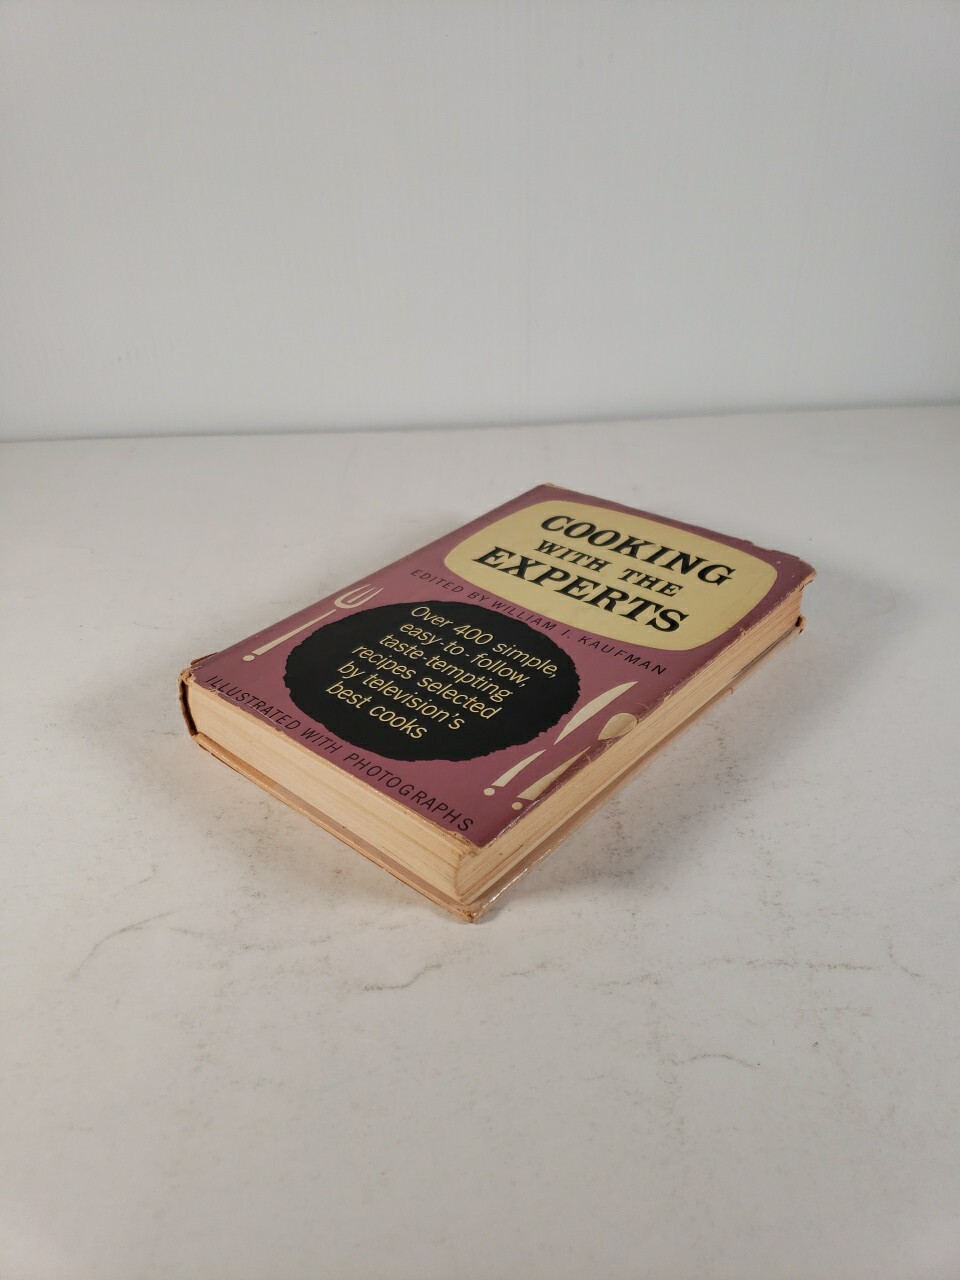 COOKING
WITH THE
EXPERTS
EDITED BY WILLIAM I. KAUFMAN
Over 400 simple,
easy-to-follow,
taste-tempting
recipes selected
by television's
best cooks
ILLUSTRATED WITH PHOTOGRAPHS